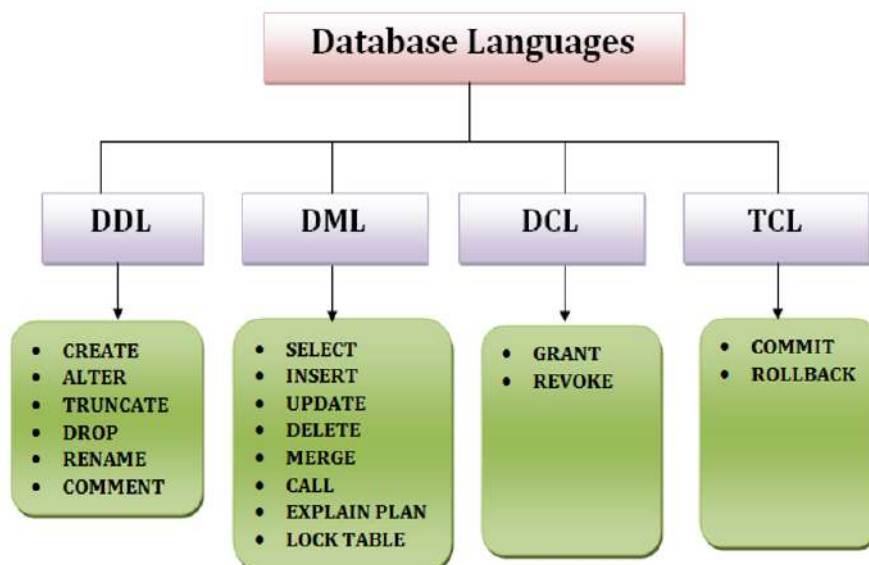 Database Languages
DDL
DML
DCL
TCL
• CREATE
• ALTER
• TRUNCATE
• DROP
• RENAME
• COMMENT
• SELECT
• INSERT
• UPDATE
• DELETE
• MERGE
• CALL
• EXPLAIN PLAN
• LOCK TABLE
• GRANT
• REVOKE
• COMMIT
• ROLLBACK